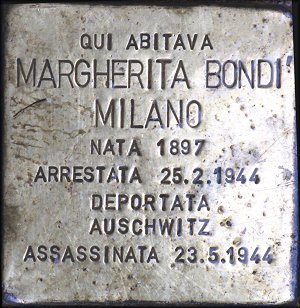 QUI ABITAVA
MARGHERITA BONDI'
MILANO
NATA 1897
ARRESTATA 25.2.1944
DEPORTATA
AUSCHWITZ
ASSASSINATA 23.5.1944